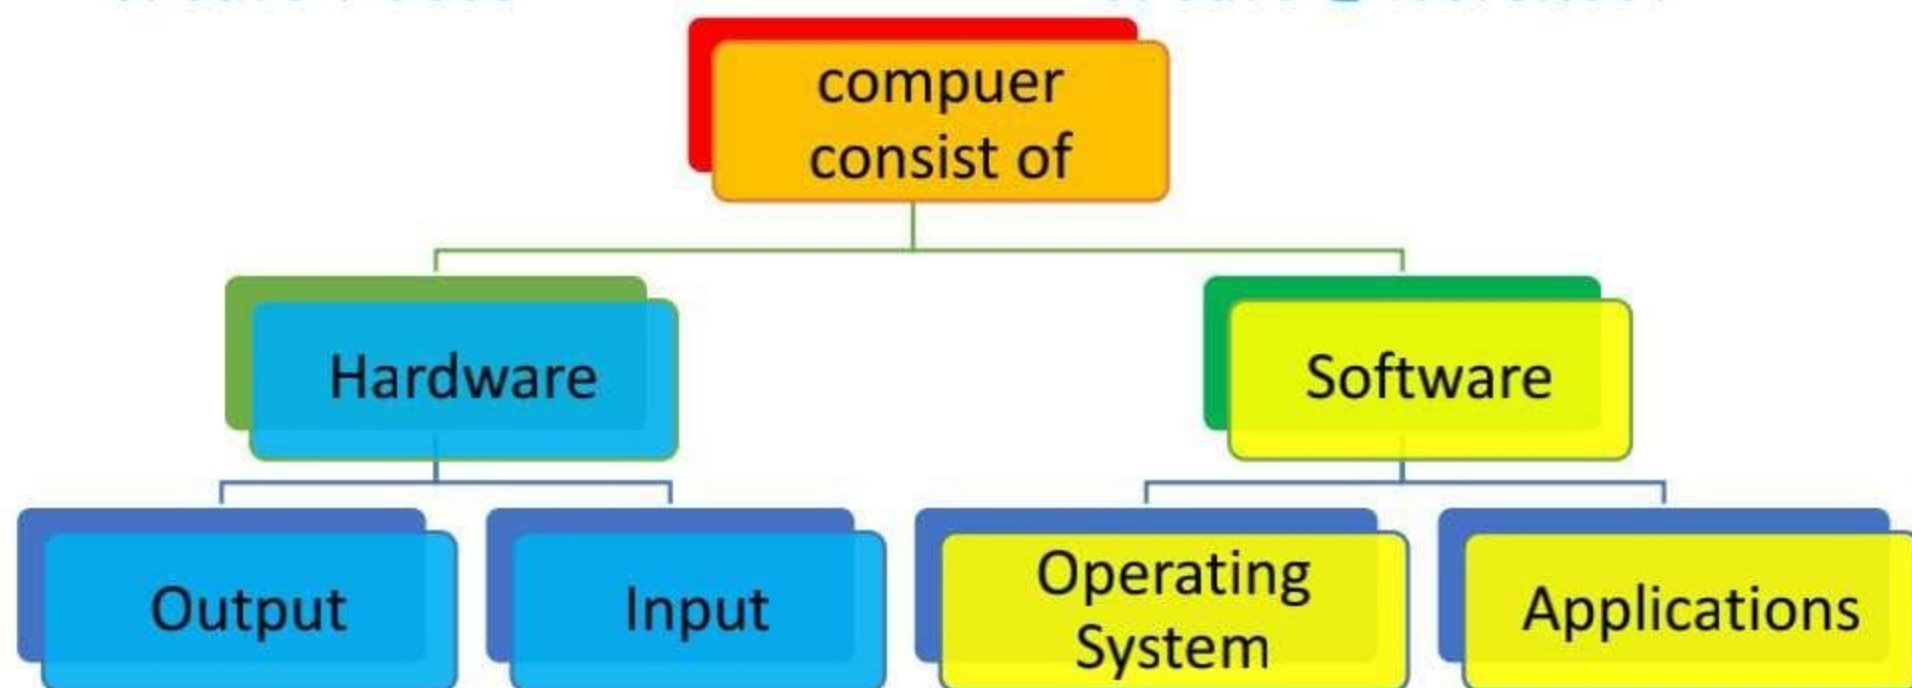 compuer
consist of
Hardware
Software
Output
Input
Operating
System
Applications